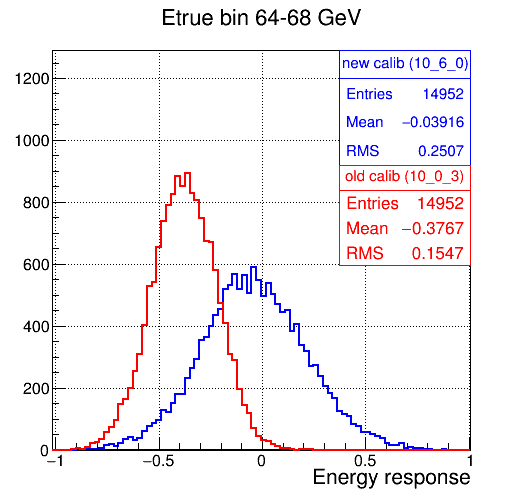 Etrue bin 64-68 GeV
new calib (10_6_0)
Entries 14952
Mean −0.03916
RMS 0.2507
old calib (10_0_3)
Entries 14952
Mean −0.3767
RMS 0.1547
1200
1000
800
600
400
200
0
−1 −0.5 0 0.5 1
Energy response